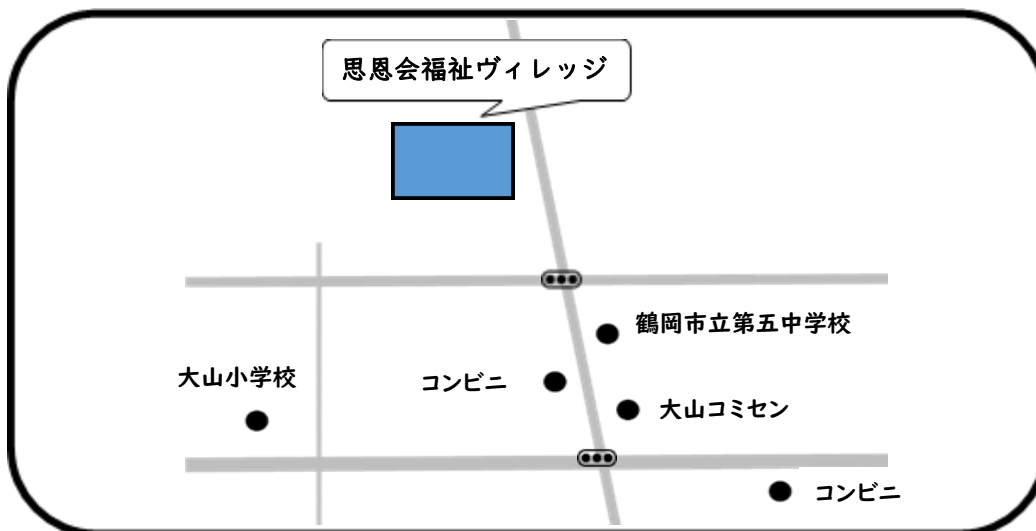 思恩会福祉ヴィレッジ
鶴岡市立第五中学校
大山小学校
コンビニ
大山コミセン
コンビニ